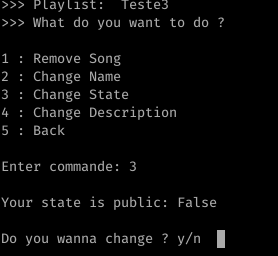 >>> Playlist:  Teste3
>>> What do you want to do ?
1 : Remove Song
2 : Change Name
3 : Change State
4 : Change Description
5 : Back
Enter commande: 3
Your state is public: False
Do you wanna change ? y/n